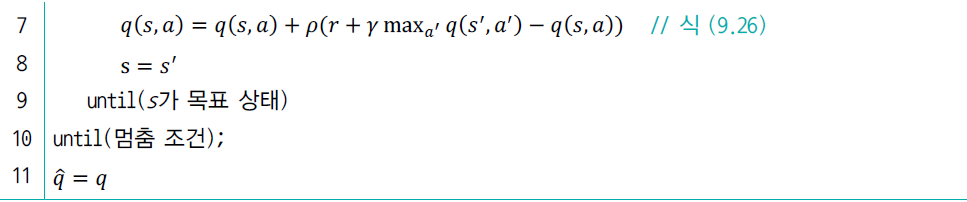 7 q(s, a) = q(s, a) + ρ(r + γ maxₐ′ q(s′, a′) − q(s, a)) // 식 (9.26)
8 s = s′
9 until(s가 목표 상태)
10 until(멈춤 조건);
11 q̂ = q